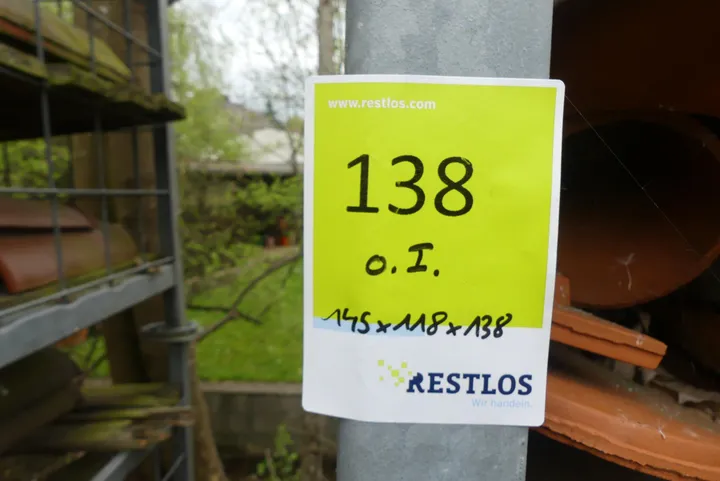 www.restlos.com
138
o. I.
145 x 118 x 138
RESTLOS
Wir handeln.